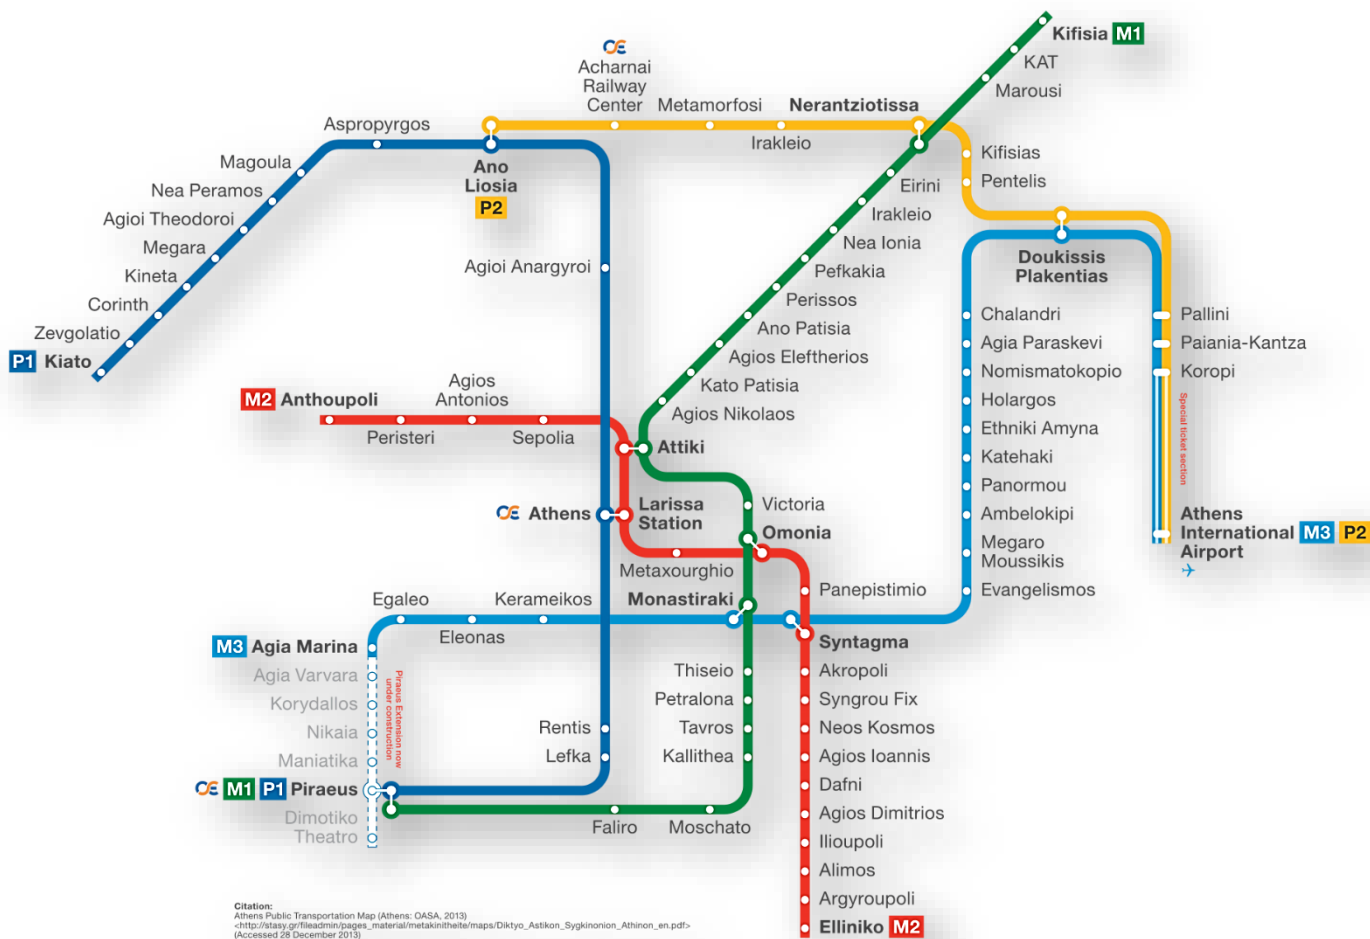 Kifisia M1
KAT
Marousi
Acharnai
Railway
Center
Metamorfosi
Nerantziotissa
Irakleio
Aspropyrgos
Magoula
Nea Peramos
Agioi Theodoroi
Megara
Kineta
Corinth
Zevgolatio
P1 Kiato
Ano
Liosia
P2
Agioi Anargyroi
Kifisias
Pentelis
Eirini
Irakleio
Nea Ionia
Pefkakia
Perissos
Ano Patisia
Agios Eleftherios
Kato Patisia
Agios Nikolaos
Doukissis
Plakentias
Chalandri
Agia Paraskevi
Nomismatokopio
Holargos
Ethniki Amyna
Katehaki
Panormou
Ambelokipi
Megaro
Moussikis
Evangelismos
Pallini
Paiania-Kantza
Koropi
Special ticket section
Athens
International M3 P2
Airport
M2 Anthoupoli
Peristeri
Agios
Antonios
Sepolia
Attiki
Athens
Larissa
Station
Victoria
Omonia
Metaxourghio
Monastiraki
Panepistimio
Syntagma
Egaleo
Eleonas
Kerameikos
M3 Agia Marina
Agia Varvara
Korydallos
Nikaia
Maniatika
Piraeus Extension now
under construction
M1 P1 Piraeus
Dimotiko
Theatro
Rentis
Lefka
Thiseio
Petralona
Tavros
Kallithea
Faliro
Moschato
Akropoli
Syngrou Fix
Neos Kosmos
Agios Ioannis
Dafni
Agios Dimitrios
Ilioupoli
Alimos
Argyroupoli
Elliniko M2
Citation:
Athens Public Transportation Map (Athens: OASA, 2013)
<http://stasy.gr/fileadmin/pages_material/metakinitheite/maps/Diktyo_Astikon_Sygkinonion_Athinon_en.pdf>
(Accessed 28 December 2013)